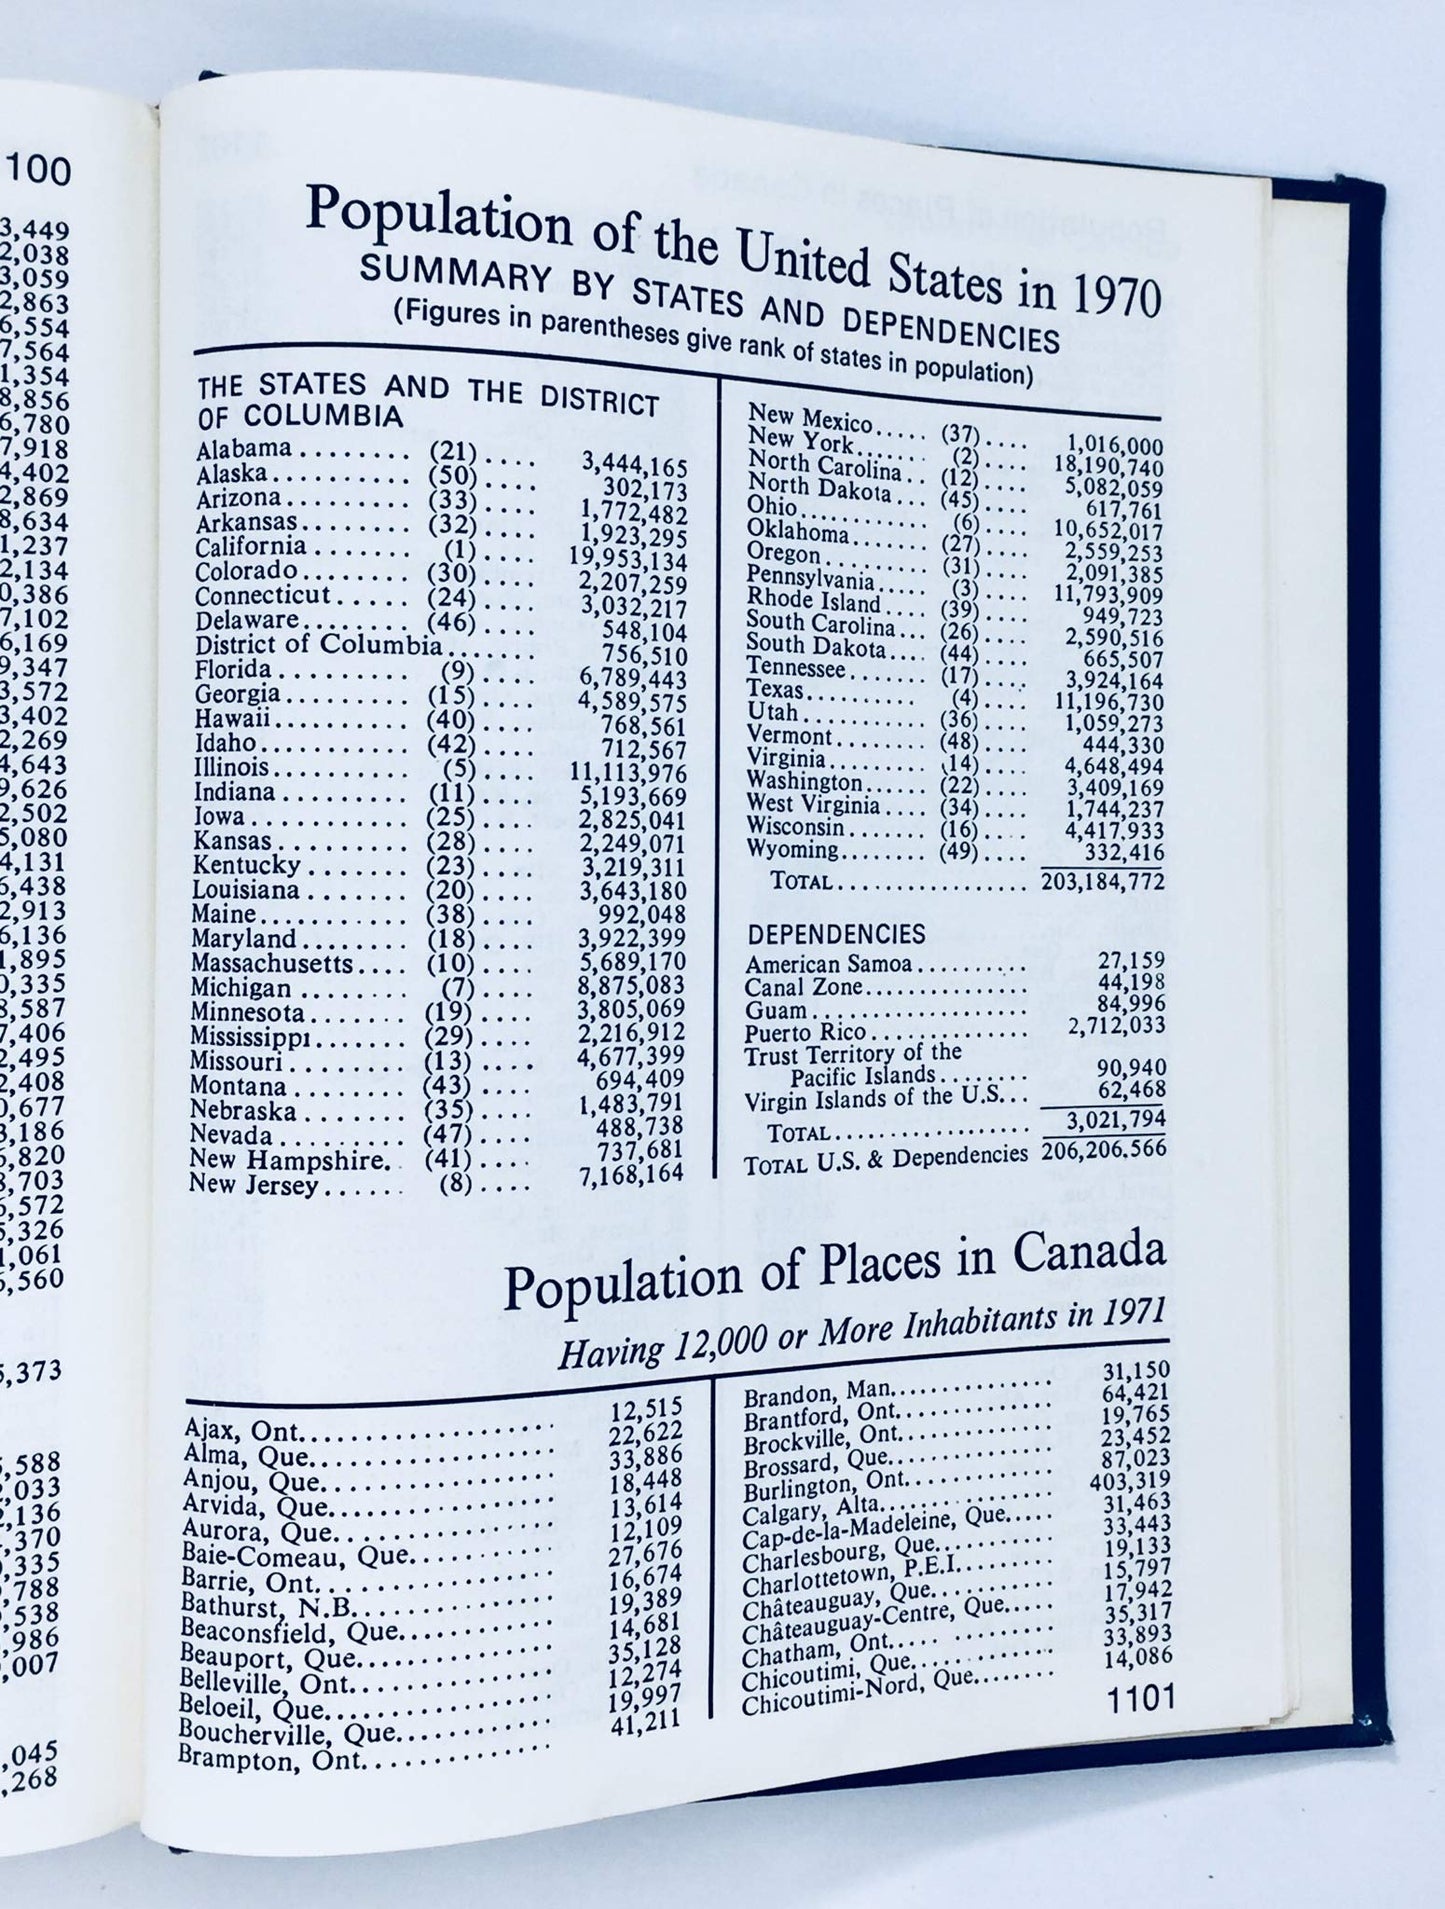 100
3,449
2,038
3,059
2,863
6,554
7,564
1,354
8,856
6,780
7,918
4,402
2,869
8,634
1,237
2,134
0,386
7,102
6,169
9,347
3,572
3,402
2,269
4,643
9,626
2,502
5,080
4,131
6,438
2,913
6,136
1,895
0,335
8,587
7,406
2,495
2,408
0,677
3,186
5,820
3,703
5,572
5,326
1,061
5,560
5,373
5,588
,033
,136
,370
,335
,788
,538
,986
,007
,045
,268
Population of the United States in 1970
SUMMARY BY STATES AND DEPENDENCIES
(Figures in parentheses give rank of states in population)
THE STATES AND THE DISTRICT
OF COLUMBIA
Alabama ........ (21) .... 3,444,165
Alaska .......... (50) .... 302,173
Arizona ......... (33) .... 1,772,482
Arkansas ........ (32) .... 1,923,295
California ....... (1) .... 19,953,134
Colorado ........ (30) .... 2,207,259
Connecticut ..... (24) .... 3,032,217
Delaware ........ (46) .... 548,104
District of Columbia ....... 756,510
Florida ......... (9) .... 6,789,443
Georgia ......... (15) .... 4,589,575
Hawaii .......... (40) .... 768,561
Idaho ........... (42) .... 712,567
Illinois .......... (5) .... 11,113,976
Indiana ......... (11) .... 5,193,669
Iowa ............ (25) .... 2,825,041
Kansas .......... (28) .... 2,249,071
Kentucky ....... (23) .... 3,219,311
Louisiana ....... (20) .... 3,643,180
Maine ........... (38) .... 992,048
Maryland ........ (18) .... 3,922,399
Massachusetts .... (10) .... 5,689,170
Michigan ........ (7) .... 8,875,083
Minnesota ....... (19) .... 3,805,069
Mississippi ....... (29) .... 2,216,912
Missouri ........ (13) .... 4,677,399
Montana ........ (43) .... 694,409
Nebraska ....... (35) .... 1,483,791
Nevada ......... (47) .... 488,738
New Hampshire. . (41) .... 737,681
New Jersey ...... (8) .... 7,168,164
New Mexico ..... (37) .... 1,016,000
New York ....... (2) .... 18,190,740
North Carolina .. (12) .... 5,082,059
North Dakota ... (45) .... 617,761
Ohio ............ (6) .... 10,652,017
Oklahoma ....... (27) .... 2,559,253
Oregon ......... (31) .... 2,091,385
Pennsylvania ..... (3) .... 11,793,909
Rhode Island .... (39) .... 949,723
South Carolina ... (26) .... 2,590,516
South Dakota .... (44) .... 665,507
Tennessee ....... (17) .... 3,924,164
Texas .......... (4) .... 11,196,730
Utah ........... (36) .... 1,059,273
Vermont ........ (48) .... 444,330
Virginia ......... (14) .... 4,648,494
Washington ...... (22) .... 3,409,169
West Virginia .... (34) .... 1,744,237
Wisconsin ....... (16) .... 4,417,933
Wyoming ........ (49) .... 332,416
TOTAL ................ 203,184,772
DEPENDENCIES
American Samoa .......... 27,159
Canal Zone ............... 44,198
Guam .................... 84,996
Puerto Rico ............... 2,712,033
Trust Territory of the
Pacific Islands ........ 90,940
Virgin Islands of the U.S. .. 62,468
TOTAL .................. 3,021,794
TOTAL U.S. & Dependencies 206,206,566
Population of Places in Canada
Having 12,000 or More Inhabitants in 1971
Ajax, Ont. .................. 12,515
Alma, Que. ................. 22,622
Anjou, Que. ................ 33,886
Arvida, Que. ................ 18,448
Aurora, Que. ............... 13,614
Baie-Comeau, Que. .......... 12,109
Barrie, Ont. ................ 27,676
Bathurst, N.B. .............. 16,674
Beaconsfield, Que. ........... 19,389
Beauport, Que. .............. 14,681
Belleville, Ont. .............. 35,128
Beloeil, Que. ................ 12,274
Boucherville, Que. ........... 19,997
Brampton, Ont. ............. 41,211
Brandon, Man. .............. 31,150
Brantford, Ont. ............. 64,421
Brockville, Ont. ............. 19,765
Brossard, Que. .............. 23,452
Burlington, Ont. ............ 87,023
Calgary, Alta. ............... 403,319
Cap-de-la-Madeleine, Que. .... 31,463
Charlesbourg, Que. .......... 33,443
Charlottetown, P.E.I. ........ 19,133
Châteauguay, Que. .......... 15,797
Châteauguay-Centre, Que. .... 17,942
Chatham, Ont. .............. 35,317
Chicoutimi, Que. ............ 33,893
Chicoutimi-Nord, Que. ....... 14,086
1101